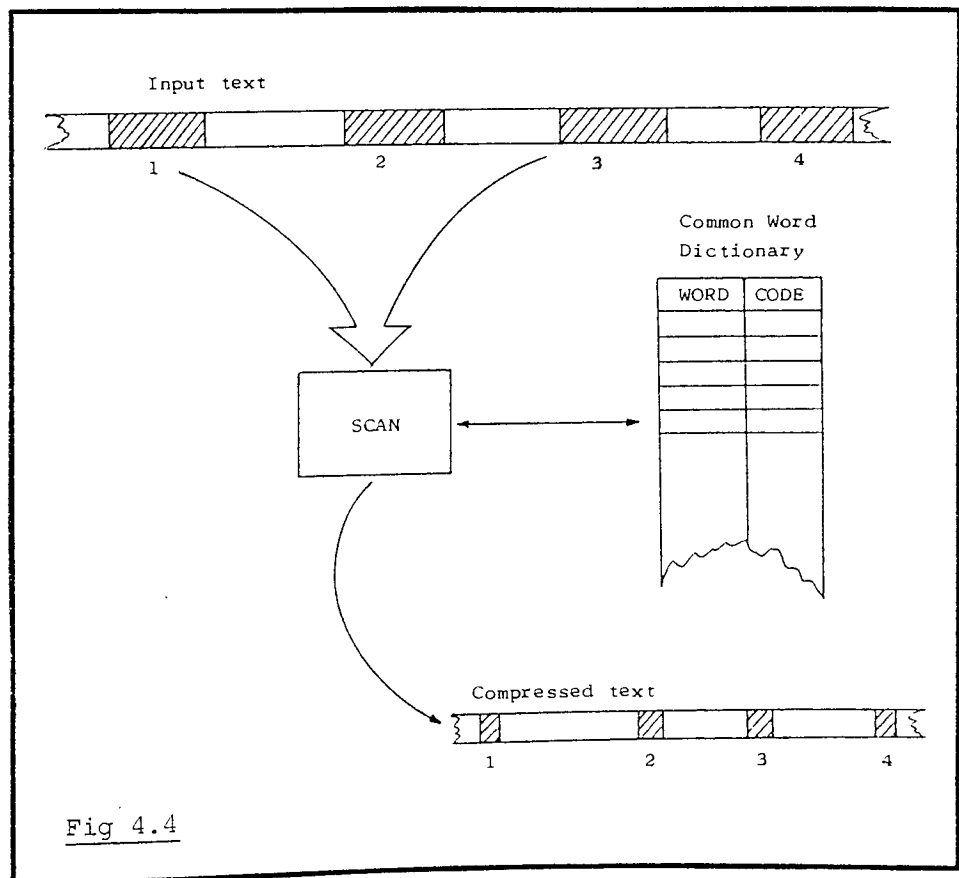 Input text
1 2 3 4
Common Word
Dictionary
WORD CODE
SCAN
Compressed text
1 2 3 4
Fig 4.4